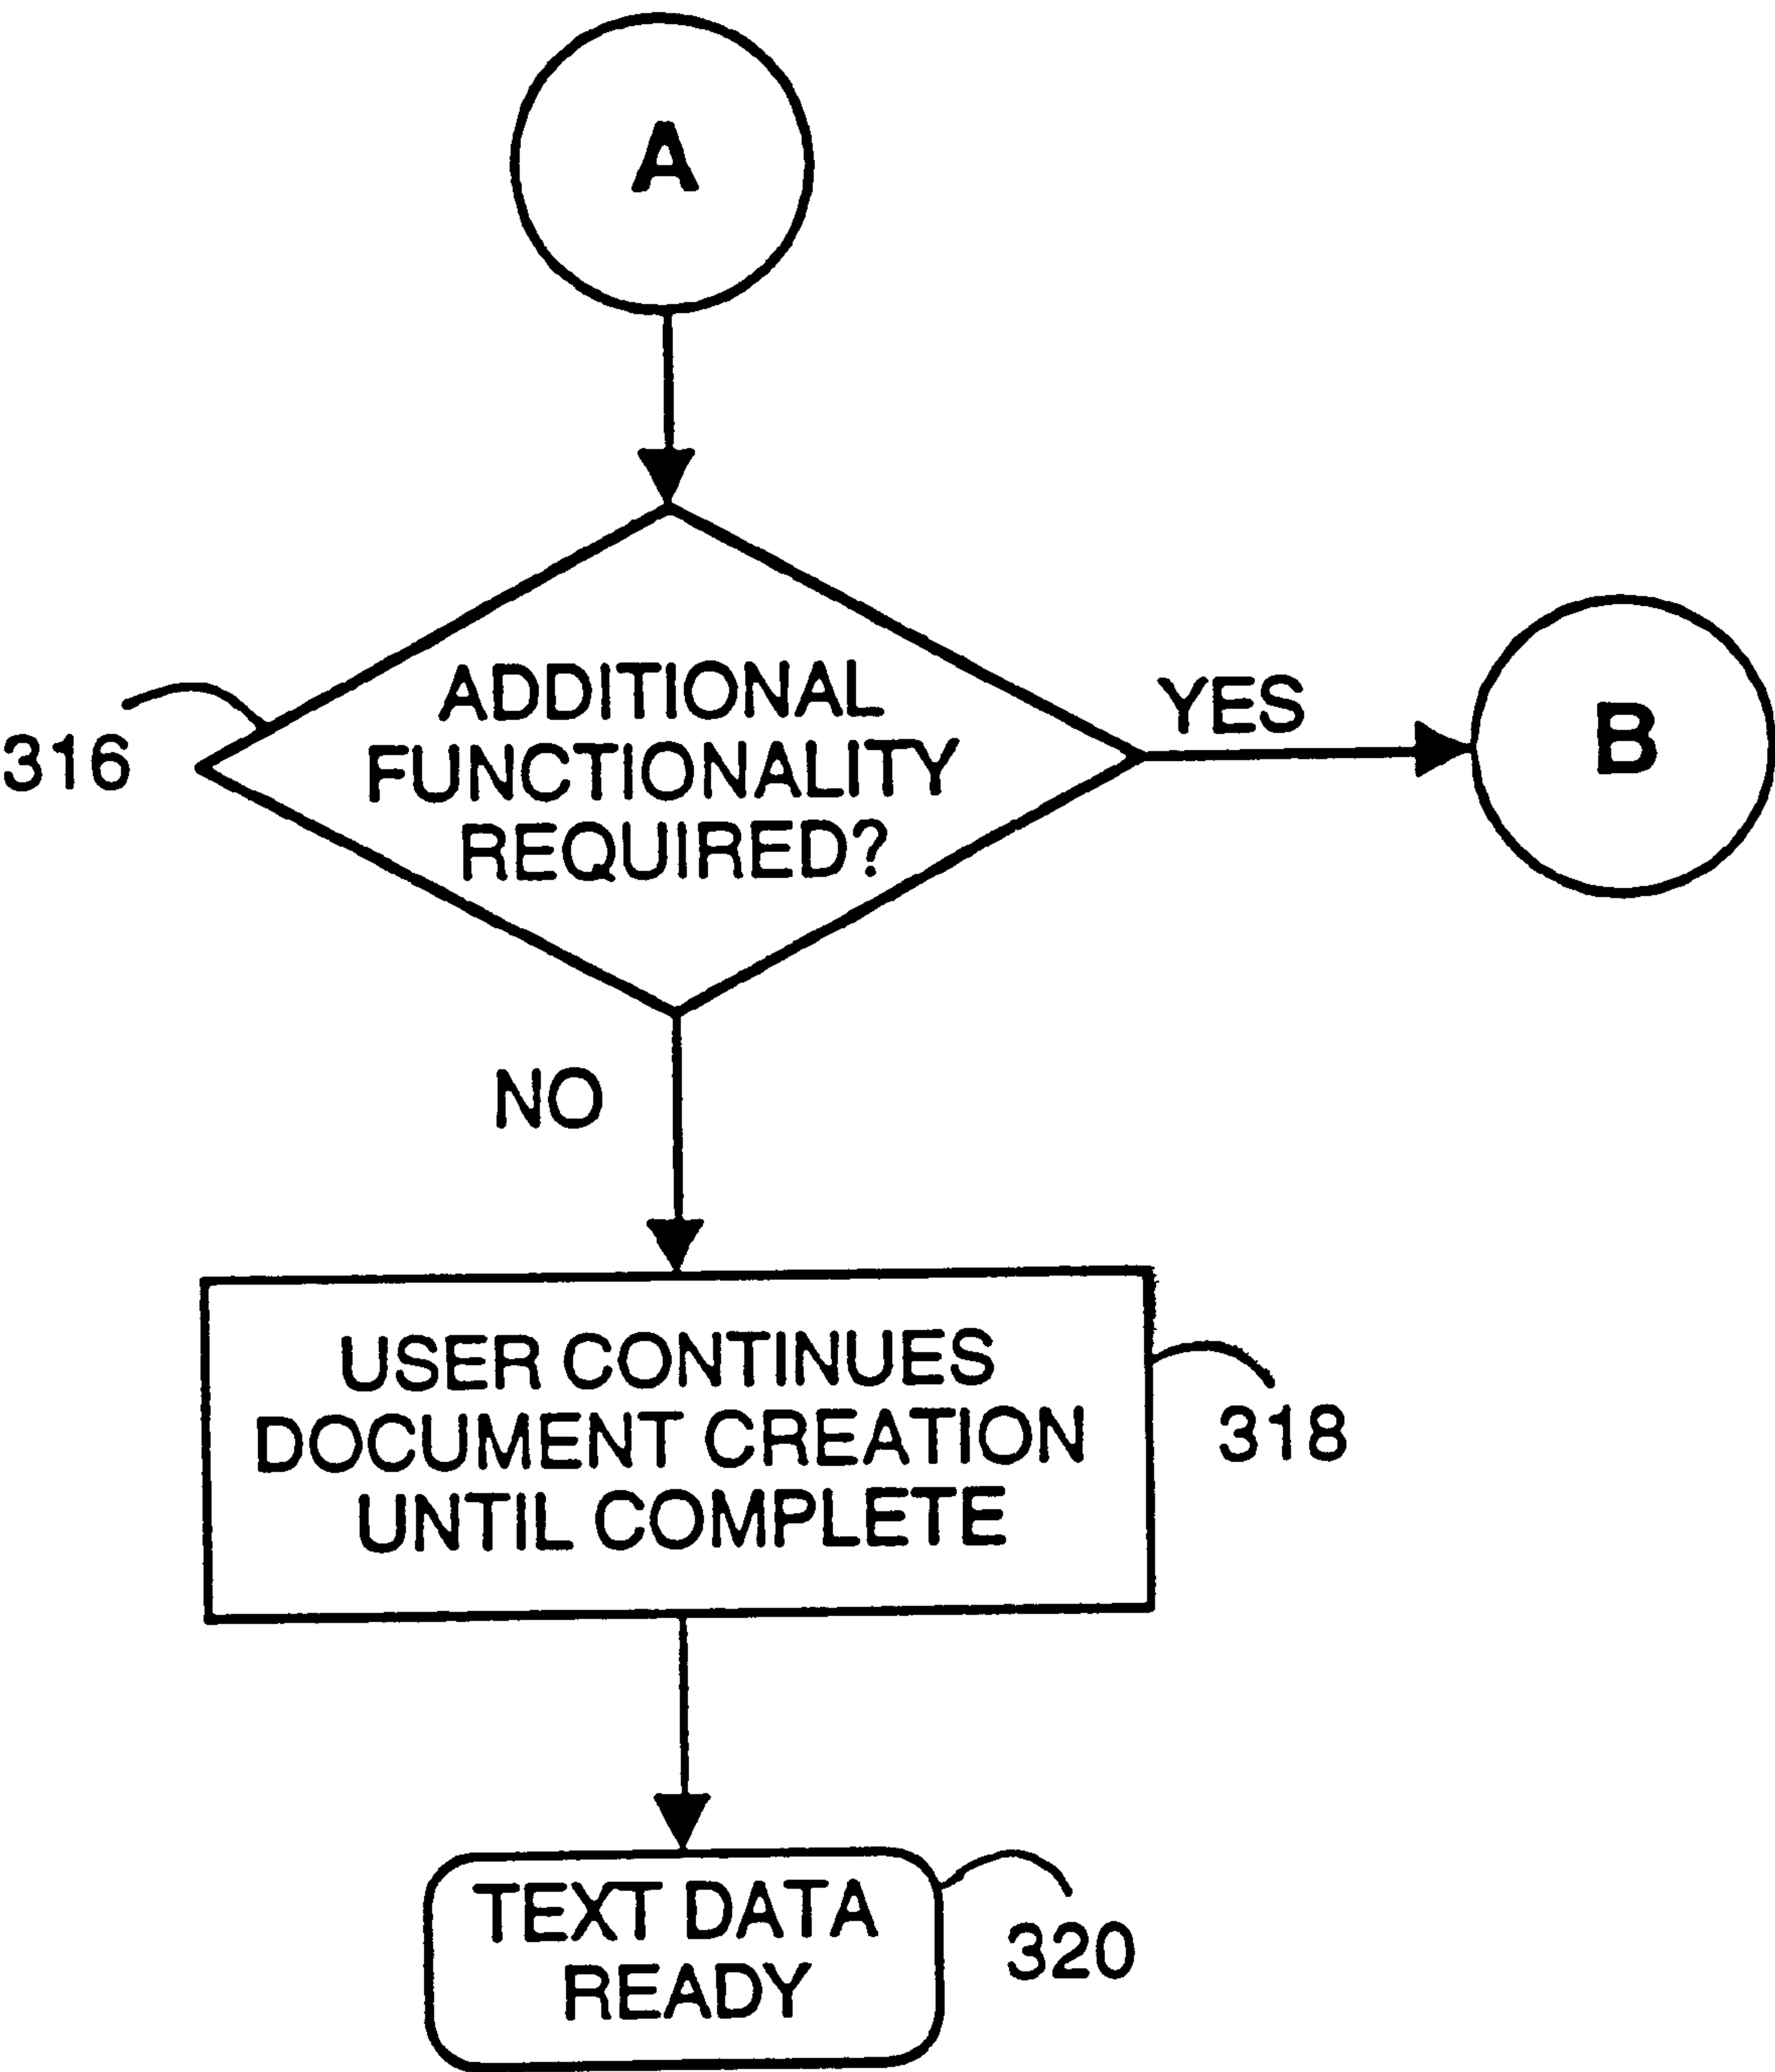 A
ADDITIONAL
FUNCTIONALITY
REQUIRED?
316
YES
B
NO
USER CONTINUES
DOCUMENT CREATION
UNTIL COMPLETE
318
TEXT DATA
READY
320